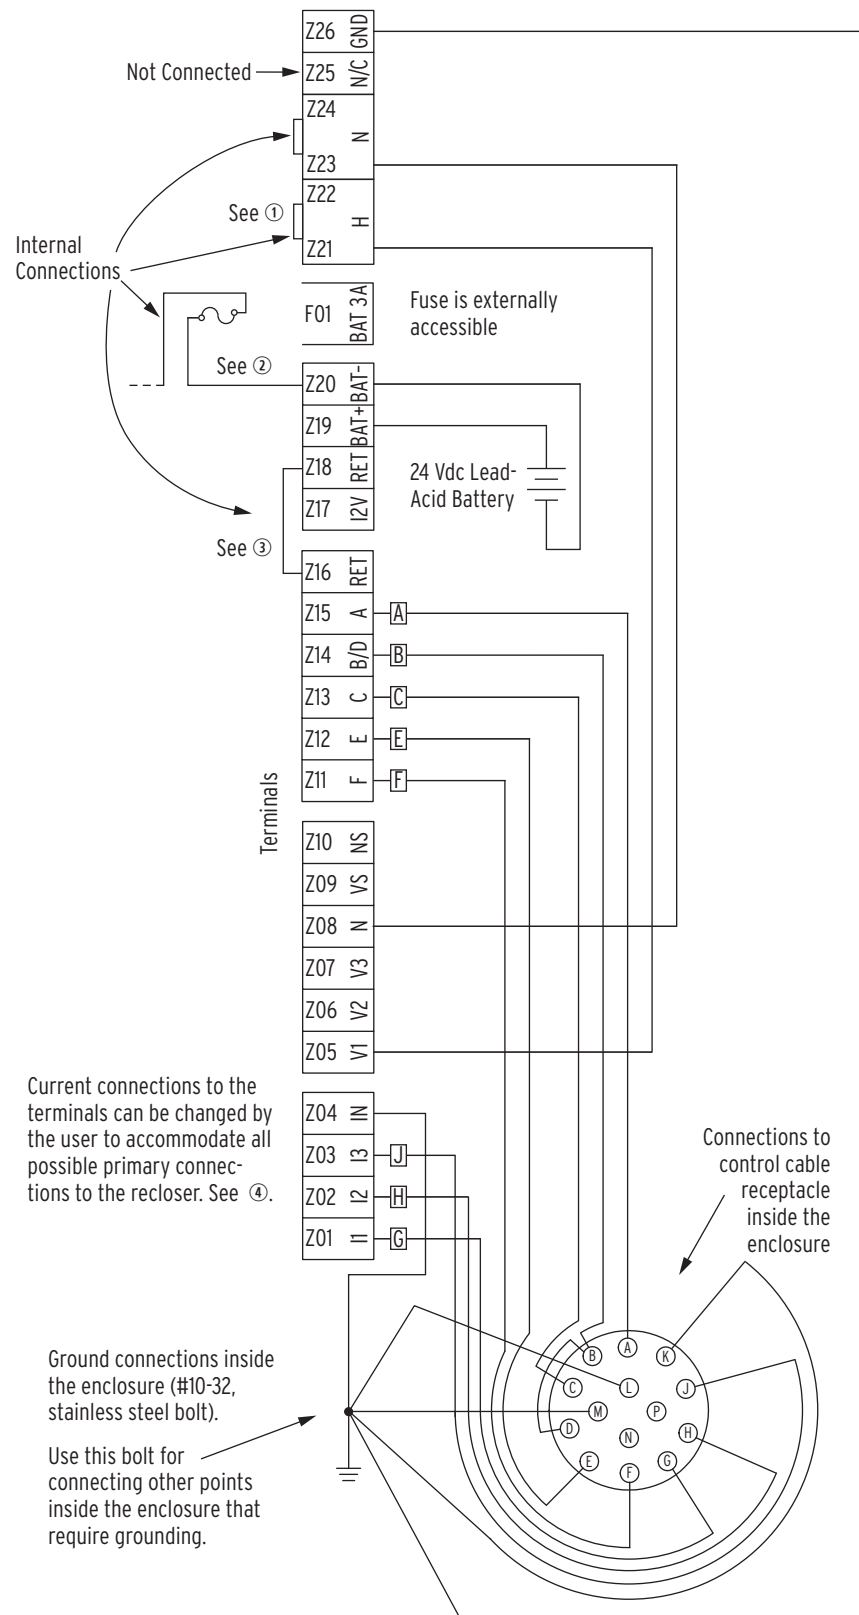 Z26 GND
Not Connected
Z25 N/C
Z24
N
Z23
Z22
See ①
H
Z21
Internal
Connections
F01 BAT 3A
Fuse is externally
accessible
See ②
Z20 BAT-
Z19 BAT+
Z18 RET
24 Vdc Lead-
Acid Battery
Z17 12V
See ③
Z16 RET
Z15 A A
Z14 B/D B
Z13 C C
Z12 E E
Z11 F F
Terminals
Z10 NS
Z09 VS
Z08 N
Z07 V3
Z06 V2
Z05 V1
Current connections to the
terminals can be changed by
the user to accommodate all
possible primary connec-
tions to the recloser. See ④.
Z04 IN
Z03 I3 J
Z02 I2 H
Z01 I1 G
Connections to
control cable
receptacle
inside the
enclosure
Ground connections inside
the enclosure (#10-32,
stainless steel bolt).
Use this bolt for
connecting other points
inside the enclosure that
require grounding.
B A K
C L J
M P
D N H
E F G